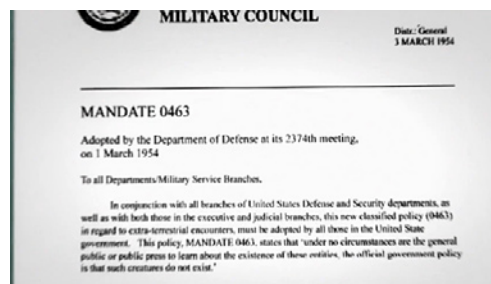 MILITARY COUNCIL
Distr.: General
3 MARCH 1954
MANDATE 0463
Adopted by the Department of Defense at its 2374th meeting,
on 1 March 1954
To all Departments/Military Service Branches,
In conjunction with all branches of United States Defense and Security departments, as
well as with both those in the executive and judicial branches, this new classified policy (0463)
in regard to extra-terrestrial encounters, must be adopted by all those in the United State
government. This policy, MANDATE 0463, states that "under no circumstances are the general
public or public press to learn about the existence of these entities, the official government policy
is that such creatures do not exist."